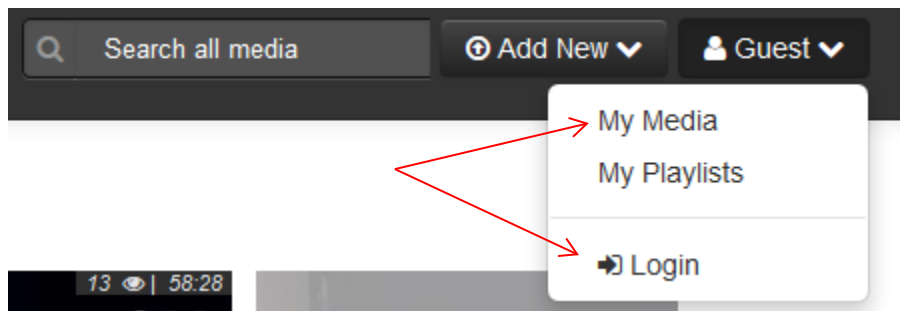 Search all media Add New Guest
My Media
My Playlists
Login
13 | 58:28